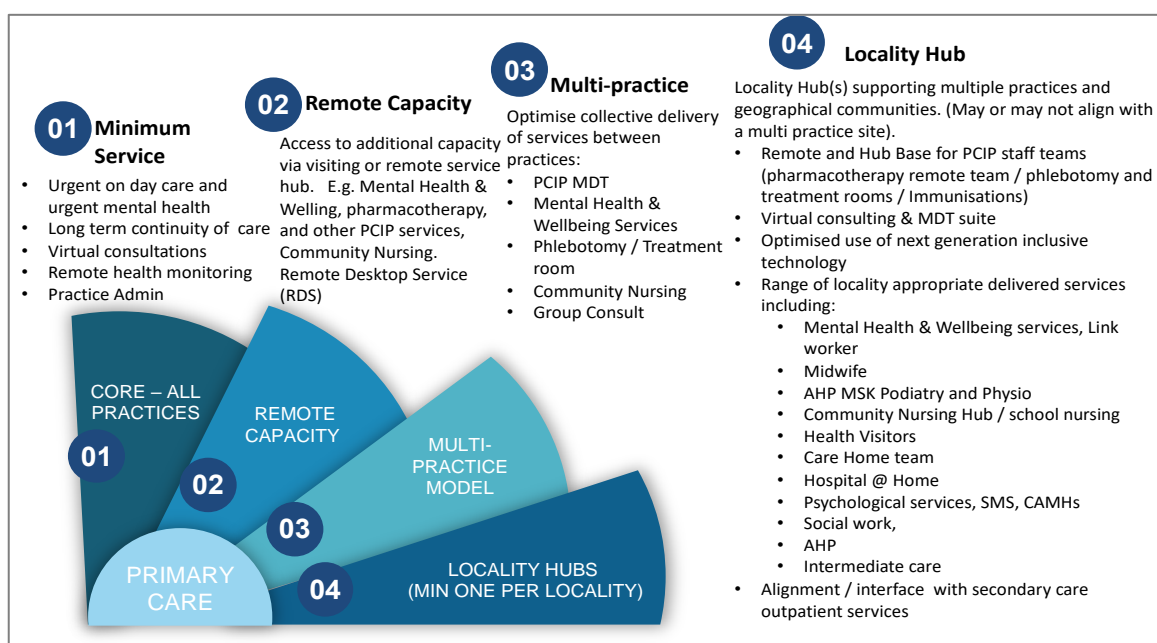 01
Minimum
Service
• Urgent on day care and
urgent mental health
• Long term continuity of care
• Virtual consultations
• Remote health monitoring
• Practice Admin
02
Remote Capacity
Access to additional capacity
via visiting or remote service
hub. E.g. Mental Health &
Welling, pharmacotherapy,
and other PCIP services,
Community Nursing.
Remote Desktop Service
(RDS)
03
Multi-practice
Optimise collective delivery
of services between
practices:
• PCIP MDT
• Mental Health &
Wellbeing Services
• Phlebotomy / Treatment
room
• Community Nursing
• Group Consult
04
Locality Hub
Locality Hub(s) supporting multiple practices and
geographical communities. (May or may not align with
a multi practice site).
• Remote and Hub Base for PCIP staff teams
(pharmacotherapy remote team / phlebotomy and
treatment rooms / Immunisations)
• Virtual consulting & MDT suite
• Optimised use of next generation inclusive
technology
• Range of locality appropriate delivered services
including:
• Mental Health & Wellbeing services, Link
worker
• Midwife
• AHP MSK Podiatry and Physio
• Community Nursing Hub / school nursing
• Health Visitors
• Care Home team
• Hospital @ Home
• Psychological services, SMS, CAMHs
• Social work,
• AHP
• Intermediate care
• Alignment / interface with secondary care
outpatient services
CORE – ALL
PRACTICES
01
REMOTE
CAPACITY
02
MULTI-
PRACTICE
MODEL
03
LOCALITY HUBS
(MIN ONE PER LOCALITY)
04
PRIMARY
CARE